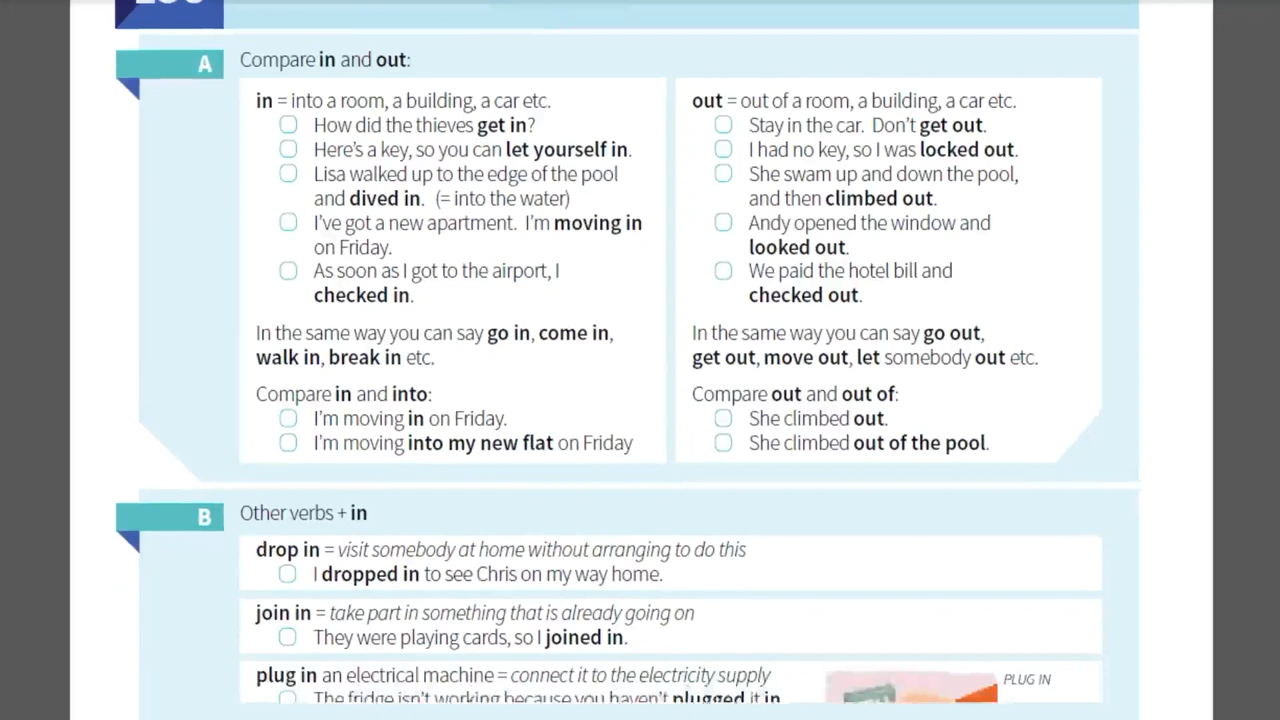 A
Compare in and out:
in = into a room, a building, a car etc.
How did the thieves get in?
Here's a key, so you can let yourself in.
Lisa walked up to the edge of the pool
and dived in. (= into the water)
I've got a new apartment. I'm moving in
on Friday.
As soon as I got to the airport, I
checked in.
In the same way you can say go in, come in,
walk in, break in etc.
Compare in and into:
I'm moving in on Friday.
I'm moving into my new flat on Friday
out = out of a room, a building, a car etc.
Stay in the car. Don't get out.
I had no key, so I was locked out.
She swam up and down the pool,
and then climbed out.
Andy opened the window and
looked out.
We paid the hotel bill and
checked out.
In the same way you can say go out,
get out, move out, let somebody out etc.
Compare out and out of:
She climbed out.
She climbed out of the pool.
B
Other verbs + in
drop in = visit somebody at home without arranging to do this
I dropped in to see Chris on my way home.
join in = take part in something that is already going on
They were playing cards, so I joined in.
plug in an electrical machine = connect it to the electricity supply
PLUG IN
The fridge isn't working because you haven't plugged it in